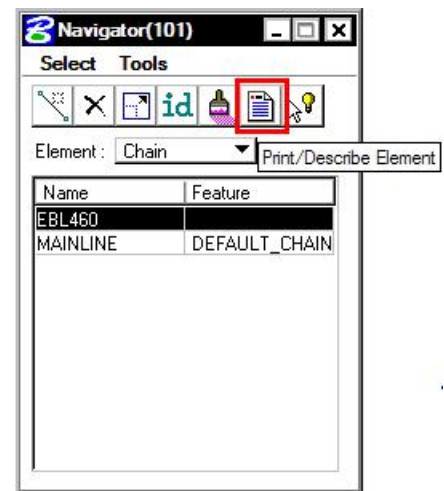 Navigator(101)
Select Tools
id
Element : Chain
Print/Describe Element
Name Feature
EBL460
MAINLINE DEFAULT_CHAIN